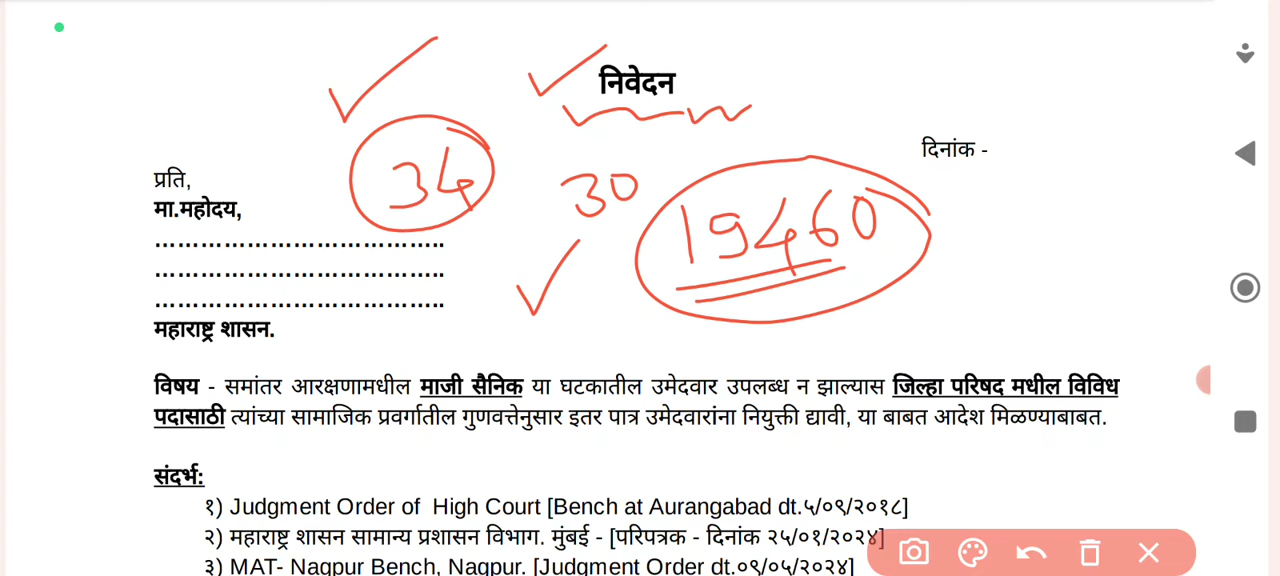 निवेदन
दिनांक -
34
30
19460
प्रति,
मा.महोदय,
.......................................
.......................................
.......................................
महाराष्ट्र शासन.
विषय - समांतर आरक्षणामधील माजी सैनिक या घटकातील उमेदवार उपलब्ध न झाल्यास जिल्हा परिषद मधील विविध
पदासाठी त्यांच्या सामाजिक प्रवर्गातील गुणवत्तेनुसार इतर पात्र उमेदवारांना नियुक्ती द्यावी, या बाबत आदेश मिळण्याबाबत.
संदर्भ:
१) Judgment Order of High Court [Bench at Aurangabad dt.५/०९/२०१८]
२) महाराष्ट्र शासन सामान्य प्रशासन विभाग. मुंबई - [परिपत्रक - दिनांक २५/०१/२०२४]
३) MAT- Nagpur Bench, Nagpur. [Judgment Order dt.०९/०५/२०२४]